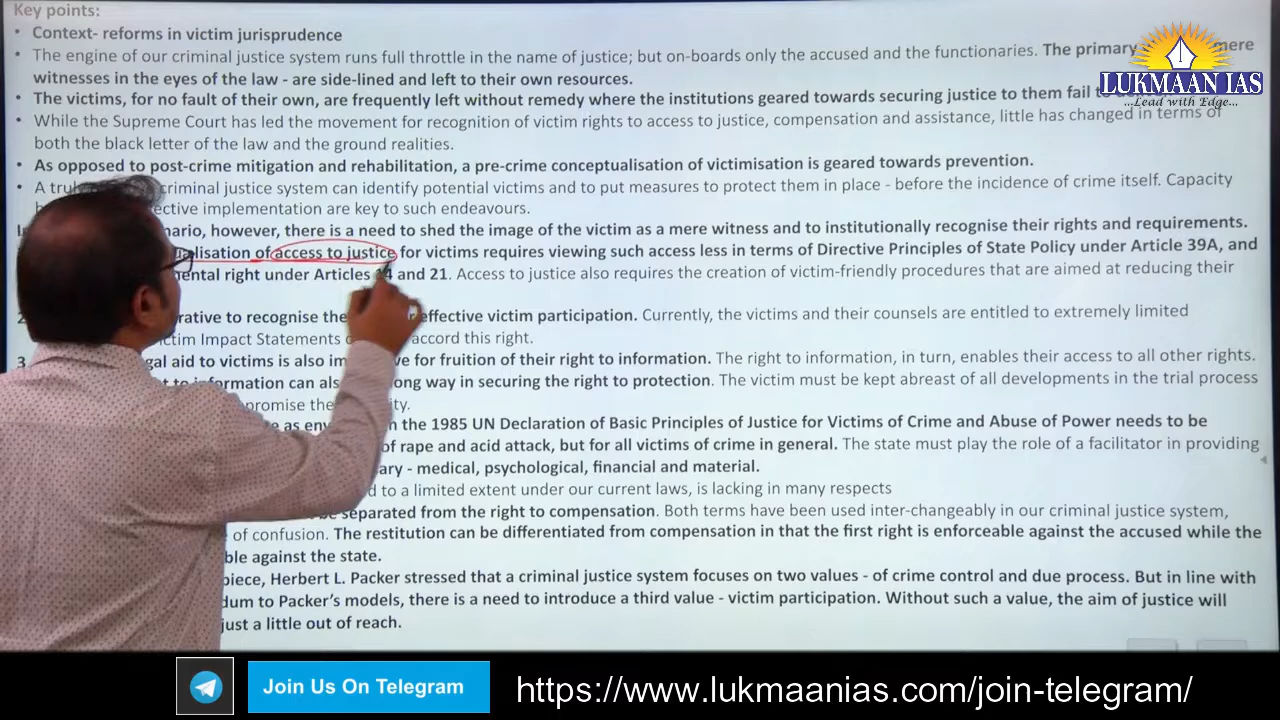 Key points:
• Context- reforms in victim jurisprudence
• The engine of our criminal justice system runs full throttle in the name of justice; but on-boards only the accused and the functionaries. The primary mere
witnesses in the eyes of the law - are side-lined and left to their own resources.
• The victims, for no fault of their own, are frequently left without remedy where the institutions geared towards securing justice to them fail
• While the Supreme Court has led the movement for recognition of victim rights to access to justice, compensation and assistance, little has changed in terms of
both the black letter of the law and the ground realities.
• As opposed to post-crime mitigation and rehabilitation, a pre-crime conceptualisation of victimisation is geared towards prevention.
• A criminal justice system can identify potential victims and to put measures to protect them in place - before the incidence of crime itself. Capacity
implementation are key to such endeavours.
however, there is a need to shed the image of the victim as a mere witness and to institutionally recognise their rights and requirements.
of access to justice for victims requires viewing such access less in terms of Directive Principles of State Policy under Article 39A, and
right under Articles 14 and 21. Access to justice also requires the creation of victim-friendly procedures that are aimed at reducing their
to recognise the effective victim participation. Currently, the victims and their counsels are entitled to extremely limited
Impact Statements accord this right.
3. aid to victims is also for fruition of their right to information. The right to information, in turn, enables their access to all other rights.
to information can also long way in securing the right to protection. The victim must be kept abreast of all developments in the trial process
as the 1985 UN Declaration of Basic Principles of Justice for Victims of Crime and Abuse of Power needs to be
of rape and acid attack, but for all victims of crime in general. The state must play the role of a facilitator in providing
- medical, psychological, financial and material.
to a limited extent under our current laws, is lacking in many respects
separated from the right to compensation. Both terms have been used inter-changeably in our criminal justice system,
of confusion. The restitution can be differentiated from compensation in that the first right is enforceable against the accused while the
against the state.
Herbert L. Packer stressed that a criminal justice system focuses on two values - of crime control and due process. But in line with
to Packer's models, there is a need to introduce a third value - victim participation. Without such a value, the aim of justice will
just a little out of reach.
LUKMAAN IAS
...Lead with Edge...
Join Us On Telegram
https://www.lukmaanias.com/join-telegram/